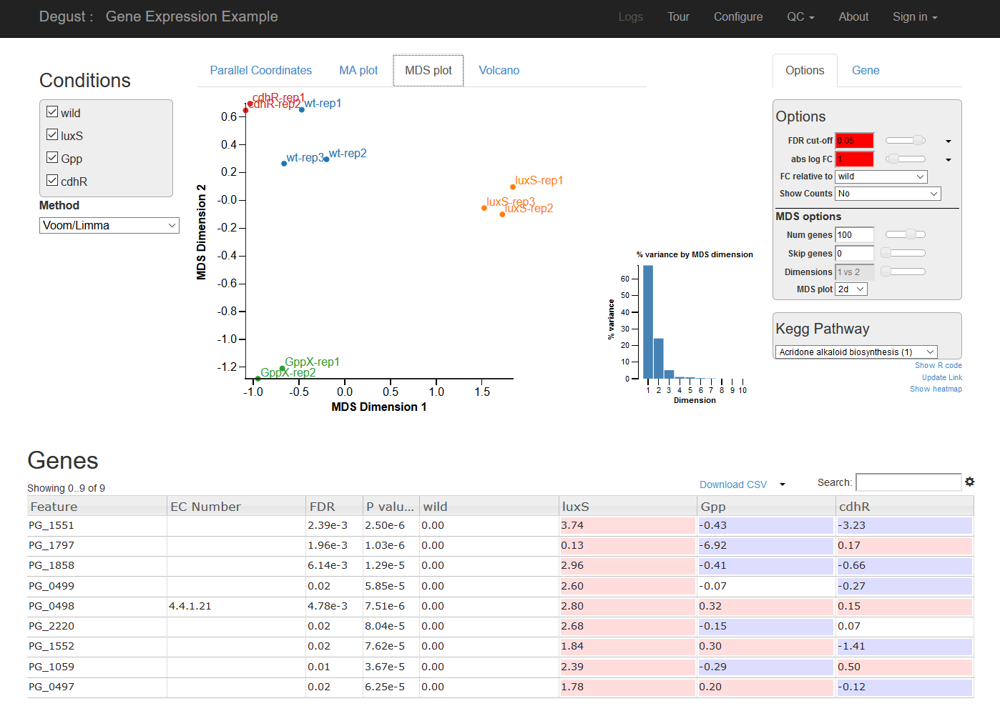 Degust : Gene Expression Example
Logs Tour Configure QC About Sign in
Conditions
wild
luxS
Gpp
cdhR
Method
Voom/Limma
Parallel Coordinates MA plot MDS plot Volcano
cdhR-rep1
cdhR-rep2
wt-rep1
wt-rep3
wt-rep2
luxS-rep1
luxS-rep3
luxS-rep2
GppX-rep1
GppX-rep2
0.6
0.4
0.2
-0.0
-0.2
-0.4
-0.6
-0.8
-1.0
-1.2
MDS Dimension 2
-1.0 -0.5 0.0 0.5 1.0 1.5
MDS Dimension 1
% variance by MDS dimension
60
50
40
30
20
10
0
% variance
1 2 3 4 5 6 7 8 9 10
Dimension
Options Gene
Options
FDR cut-off 0.05
abs log FC 1
FC relative to wild
Show Counts No
MDS options
Num genes 100
Skip genes 0
Dimensions 1 vs 2
MDS plot 2d
Kegg Pathway
Acridone alkaloid biosynthesis (1)
Show R code
Update Link
Show heatmap
Genes
Showing 0..9 of 9
Download CSV
Search:
Feature EC Number FDR P valu... wild luxS Gpp cdhR
PG_1551 2.39e-3 2.50e-6 0.00 3.74 -0.43 -3.23
PG_1797 1.96e-3 1.03e-6 0.00 0.13 -6.92 0.17
PG_1858 6.14e-3 1.29e-5 0.00 2.96 -0.41 -0.66
PG_0499 0.02 5.85e-5 0.00 2.60 -0.07 -0.27
PG_0498 4.4.1.21 4.78e-3 7.51e-6 0.00 2.80 0.32 0.15
PG_2220 0.02 8.04e-5 0.00 2.68 -0.15 0.07
PG_1552 0.02 7.62e-5 0.00 1.84 0.30 -1.41
PG_1059 0.01 3.67e-5 0.00 2.39 -0.29 0.50
PG_0497 0.02 6.25e-5 0.00 1.78 0.20 -0.12